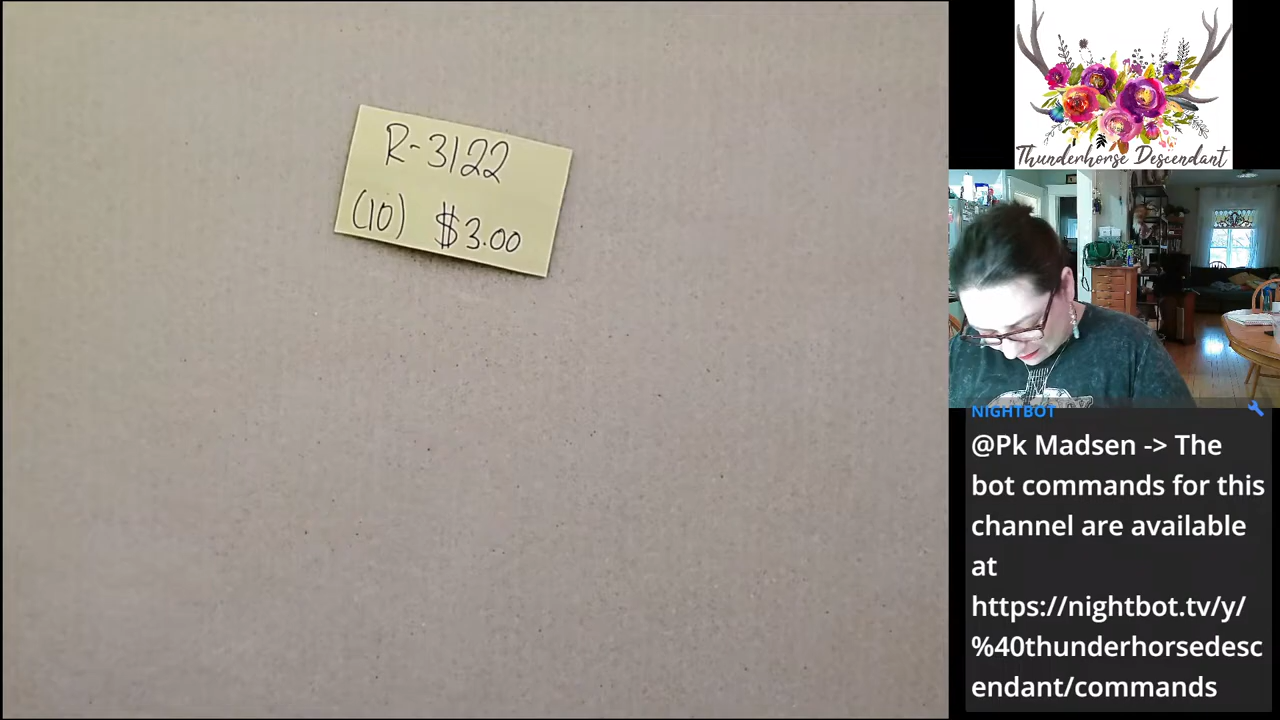 R-3122
(10) $3.00
Thunderhorse Descendant
NIGHTBOT
@Pk Madsen -> The
bot commands for this
channel are available
at
https://nightbot.tv/y/
%40thunderhorsedesc
endant/commands